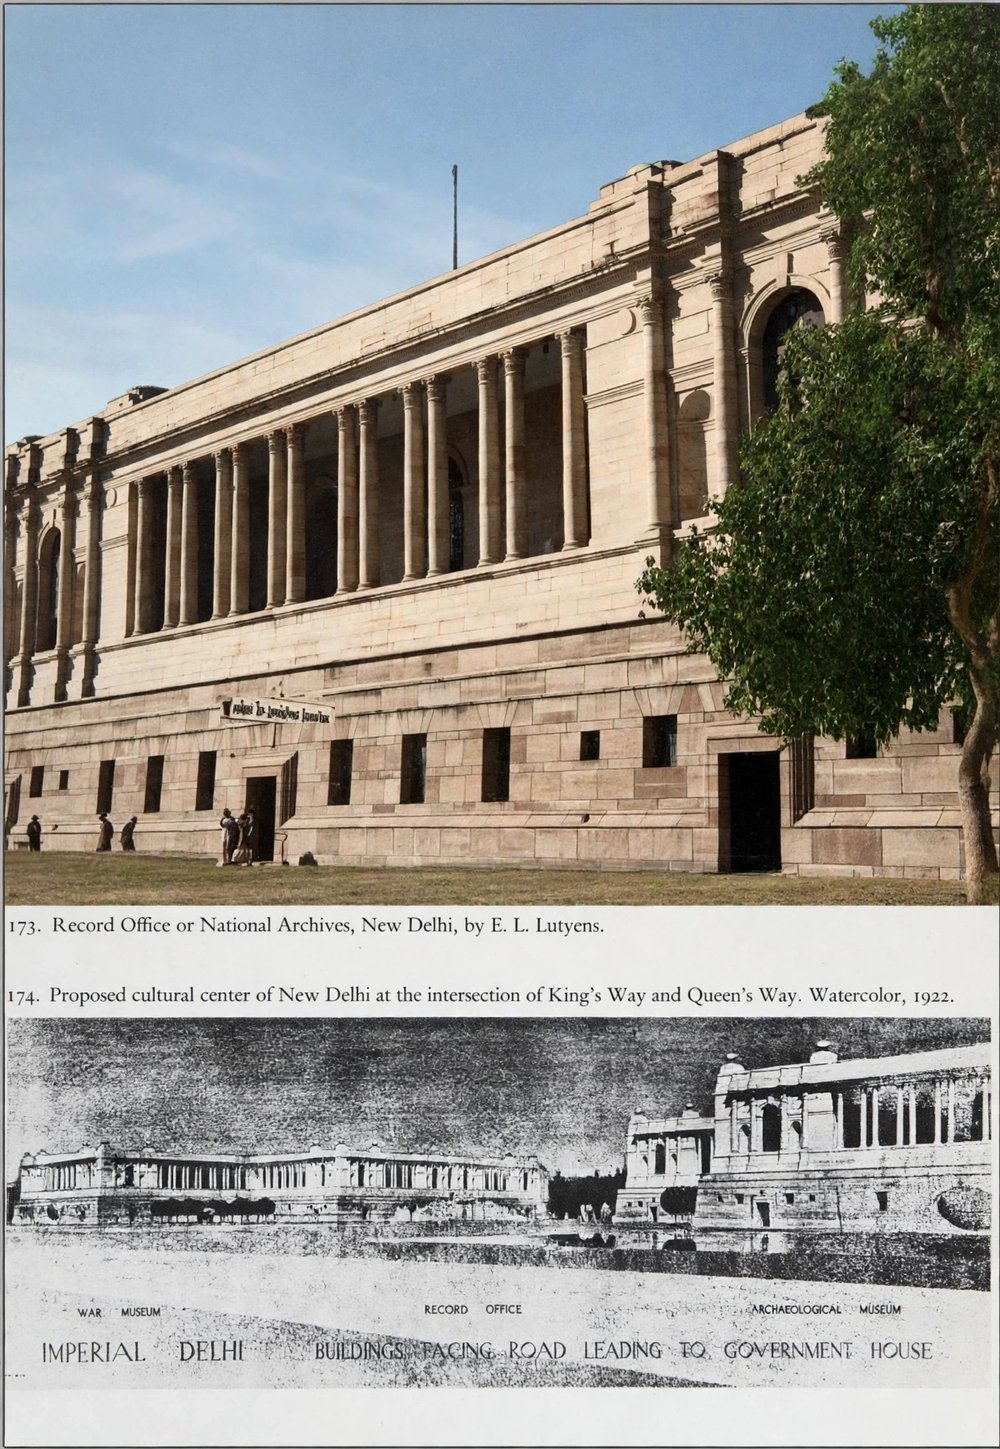 173. Record Office or National Archives, New Delhi, by E. L. Lutyens.
174. Proposed cultural center of New Delhi at the intersection of King's Way and Queen's Way. Watercolor, 1922.
WAR MUSEUM RECORD OFFICE ARCHAEOLOGICAL MUSEUM
IMPERIAL DELHI BUILDINGS FACING ROAD LEADING TO GOVERNMENT HOUSE